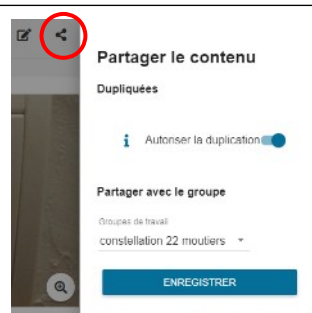 Partager le contenu
Dupliquées
Autoriser la duplication
Partager avec le groupe
Groupes de travail
constellation 22 moutiers
ENREGISTRER